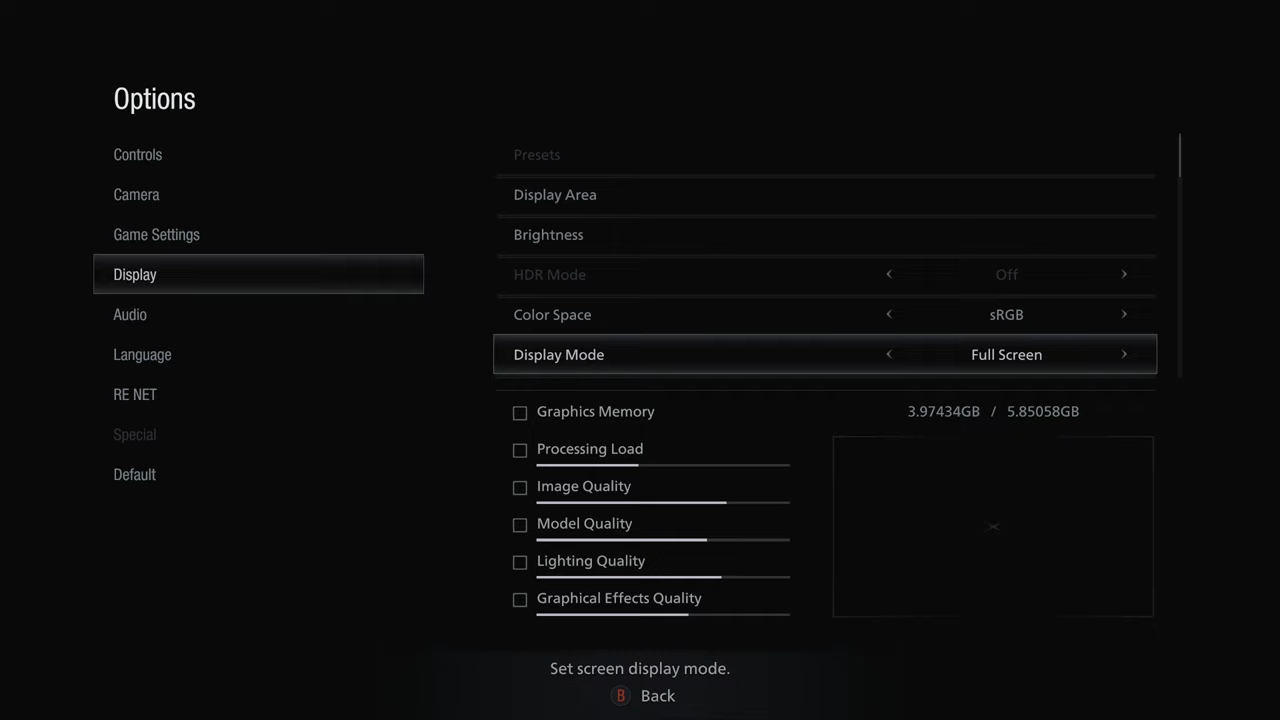 Options
Controls
Camera
Game Settings
Display
Audio
Language
RE NET
Special
Default
Presets
Display Area
Brightness
HDR Mode Off
Color Space sRGB
Display Mode Full Screen
Graphics Memory 3.97434GB / 5.85058GB
Processing Load
Image Quality
Model Quality
Lighting Quality
Graphical Effects Quality
Set screen display mode.
B Back